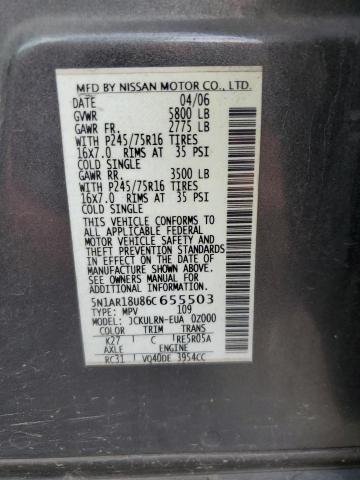 MFD BY NISSAN MOTOR CO., LTD.
DATE 04/06
GVWR 5800 LB
GAWR FR. 2775 LB
WITH P245/75R16 TIRES
16X7.0 RIMS AT 35 PSI
COLD SINGLE
GAWR RR. 3500 LB
WITH P245/75R16 TIRES
16X7.0 RIMS AT 35 PSI
COLD SINGLE
THIS VEHICLE CONFORMS TO
ALL APPLICABLE FEDERAL
MOTOR VEHICLE SAFETY AND
THEFT PREVENTION STANDARDS
IN EFFECT ON THE DATE OF
MANUFACTURE SHOWN ABOVE.
SEE OWNERS MANUAL FOR
ADDITIONAL INFORMATION.
5N1AR18U86C655503
TYPE: MPV 109
MODEL: JCKULRN-EUA 0Z000
COLOR TRIM TRANS
K27 C RE5R05A
AXLE ENGINE
RC31 VQ40DE 3954CC